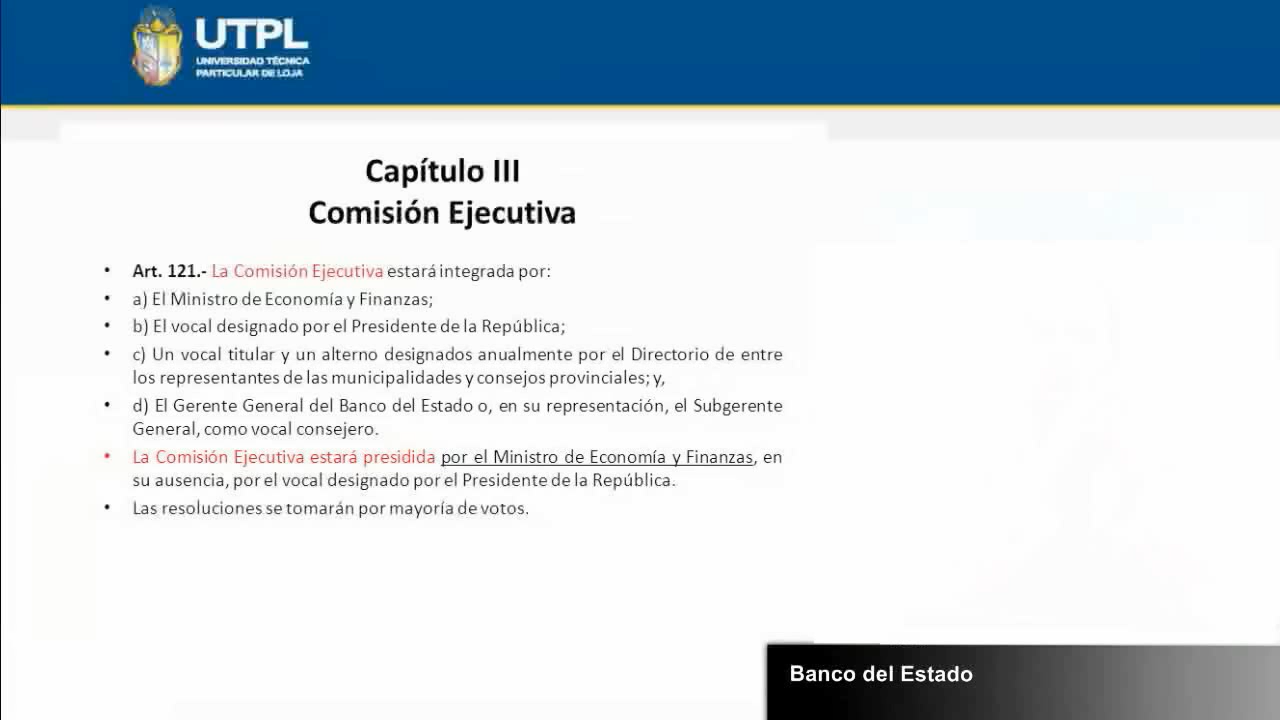 UTPL
UNIVERSIDAD TÉCNICA
PARTICULAR DE LOJA
Capítulo III
Comisión Ejecutiva
• Art. 121.- La Comisión Ejecutiva estará integrada por:
• a) El Ministro de Economía y Finanzas;
• b) El vocal designado por el Presidente de la República;
• c) Un vocal titular y un alterno designados anualmente por el Directorio de entre
los representantes de las municipalidades y consejos provinciales; y,
• d) El Gerente General del Banco del Estado o, en su representación, el Subgerente
General, como vocal consejero.
• La Comisión Ejecutiva estará presidida por el Ministro de Economía y Finanzas, en
su ausencia, por el vocal designado por el Presidente de la República.
• Las resoluciones se tomarán por mayoría de votos.
Banco del Estado